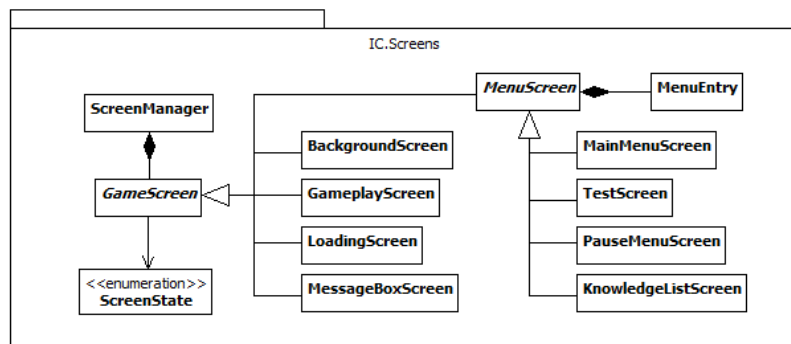 IC.Screens
MenuScreen
MenuEntry
ScreenManager
BackgroundScreen
MainMenuScreen
GameScreen
GameplayScreen
TestScreen
LoadingScreen
PauseMenuScreen
<<enumeration>>
ScreenState
MessageBoxScreen
KnowledgeListScreen